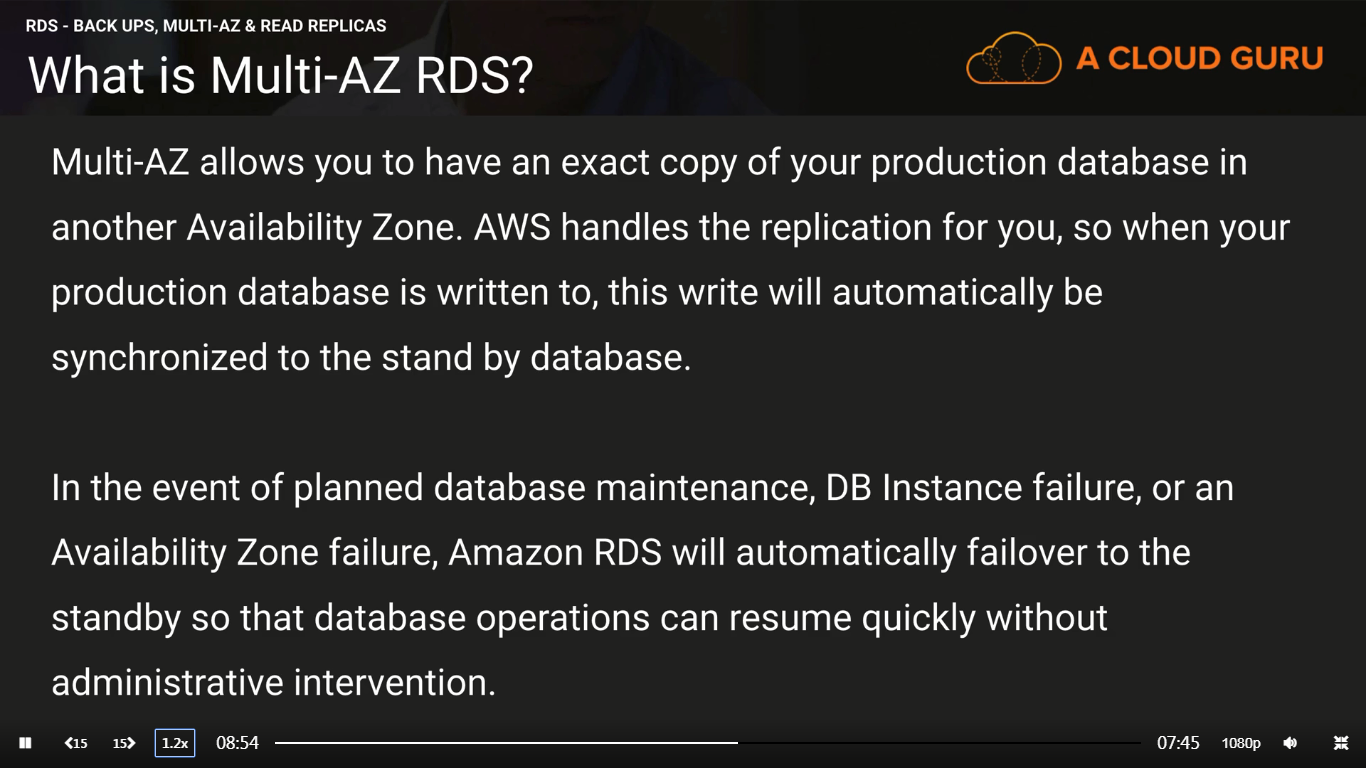 RDS - BACK UPS, MULTI-AZ & READ REPLICAS
What is Multi-AZ RDS?
A CLOUD GURU
Multi-AZ allows you to have an exact copy of your production database in
another Availability Zone. AWS handles the replication for you, so when your
production database is written to, this write will automatically be
synchronized to the stand by database.
In the event of planned database maintenance, DB Instance failure, or an
Availability Zone failure, Amazon RDS will automatically failover to the
standby so that database operations can resume quickly without
administrative intervention.
15 15 1.2x 08:54 07:45 1080p